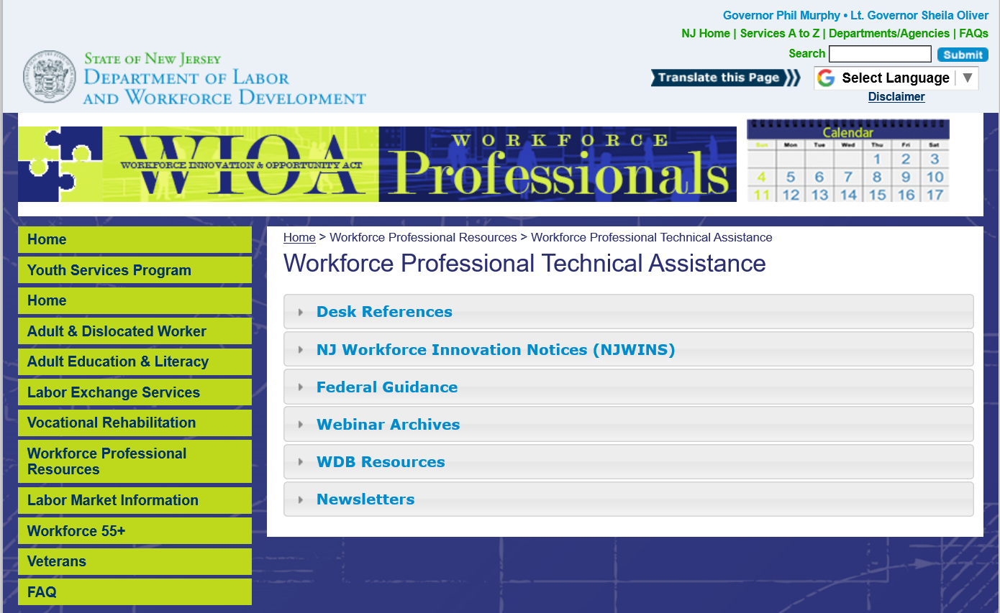 Governor Phil Murphy • Lt. Governor Sheila Oliver
NJ Home | Services A to Z | Departments/Agencies | FAQs
Search Submit
Translate this Page Select Language ▼
Disclaimer
STATE OF NEW JERSEY
DEPARTMENT OF LABOR
AND WORKFORCE DEVELOPMENT
WIOA
WORKFORCE INNOVATION & OPPORTUNITY ACT
WORKFORCE
Professionals
Calendar
Sun Mon Tue Wed Thu Fri Sat
1 2 3
4 5 6 7 8 9 10
11 12 13 14 15 16 17
Home
Youth Services Program
Home
Adult & Dislocated Worker
Adult Education & Literacy
Labor Exchange Services
Vocational Rehabilitation
Workforce Professional
Resources
Labor Market Information
Workforce 55+
Veterans
FAQ
Home > Workforce Professional Resources > Workforce Professional Technical Assistance
Workforce Professional Technical Assistance
Desk References
NJ Workforce Innovation Notices (NJWINS)
Federal Guidance
Webinar Archives
WDB Resources
Newsletters